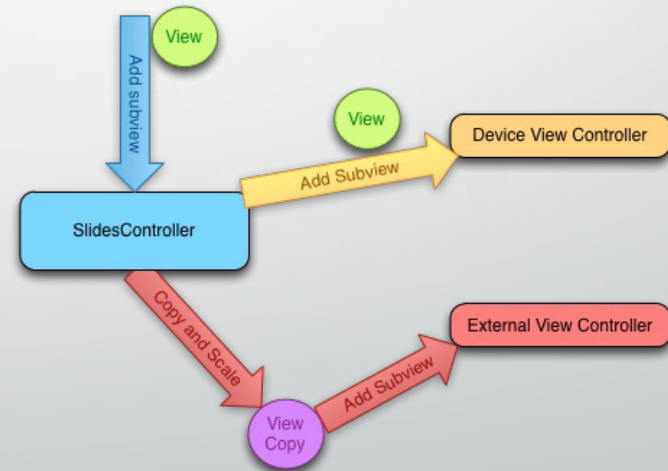 View
Add subview
View
Device View Controller
Add Subview
SlidesController
Copy and Scale
External View Controller
Add Subview
View
Copy